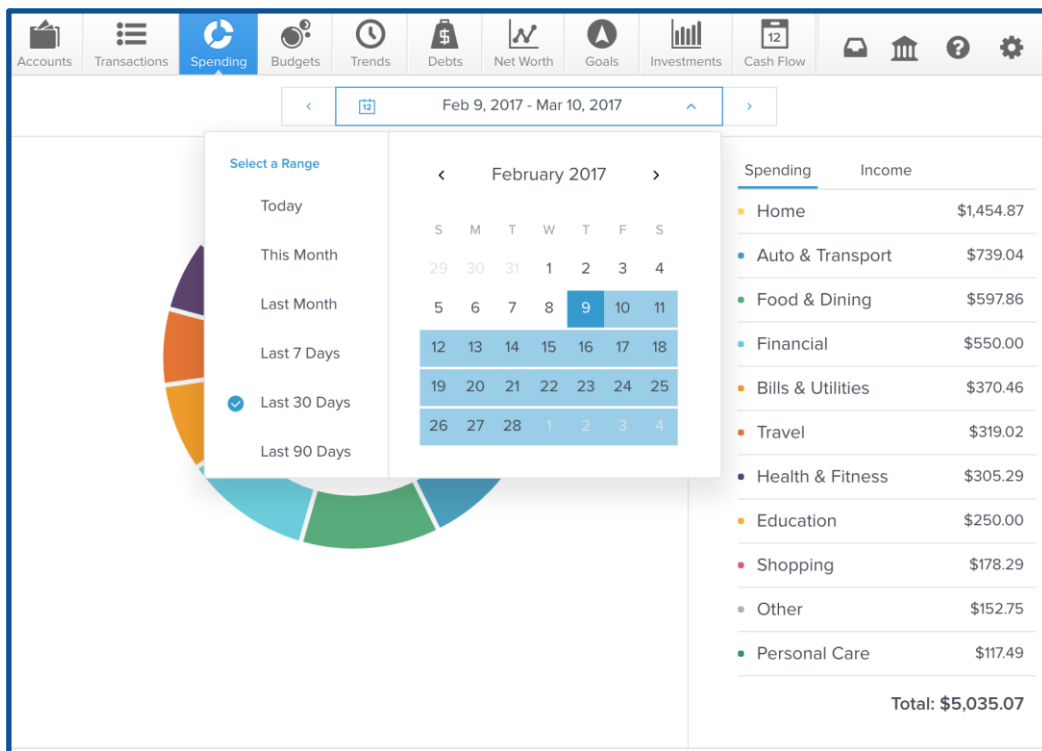 Accounts Transactions Spending Budgets Trends Debts Net Worth Goals Investments 12 Cash Flow
12 Feb 9, 2017 - Mar 10, 2017
Select a Range
Today
This Month
Last Month
Last 7 Days
Last 30 Days
Last 90 Days
February 2017
S M T W T F S
29 30 31 1 2 3 4
5 6 7 8 9 10 11
12 13 14 15 16 17 18
19 20 21 22 23 24 25
26 27 28 1 2 3 4
Spending Income
Home $1,454.87
Auto & Transport $739.04
Food & Dining $597.86
Financial $550.00
Bills & Utilities $370.46
Travel $319.02
Health & Fitness $305.29
Education $250.00
Shopping $178.29
Other $152.75
Personal Care $117.49
Total: $5,035.07